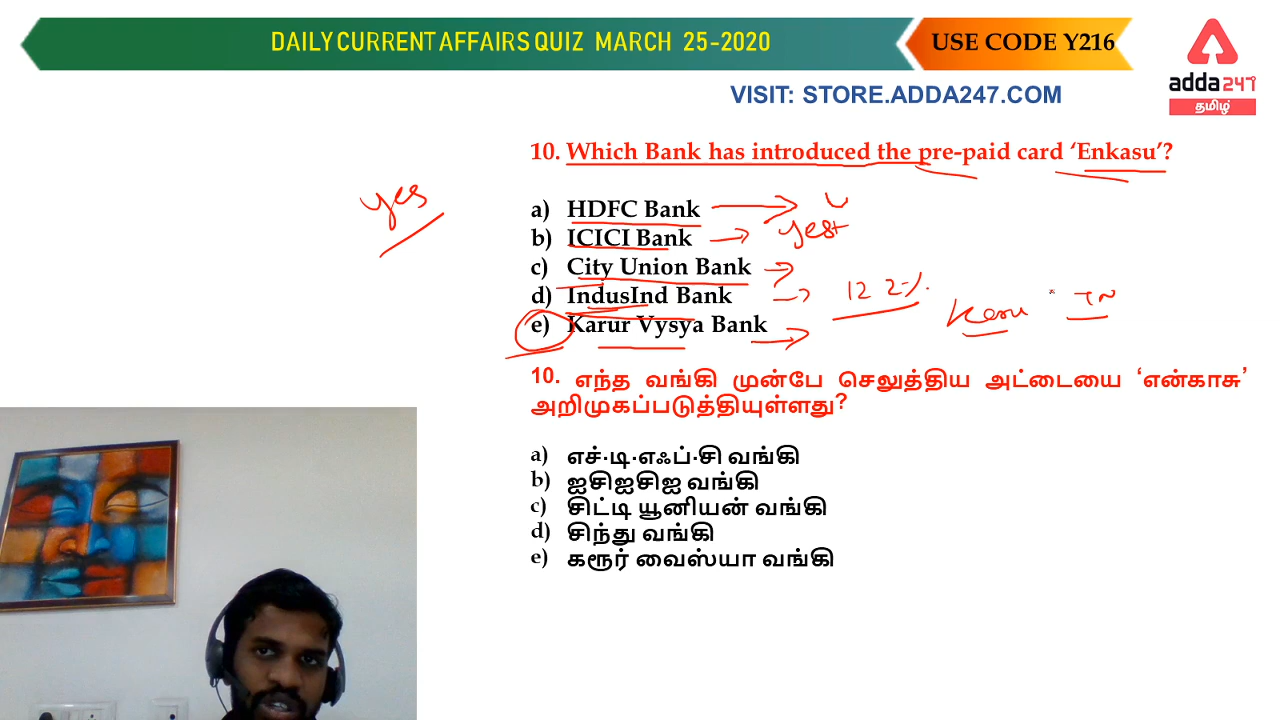 DAILY CURRENT AFFAIRS QUIZ MARCH 25-2020
USE CODE Y216
adda247
தமிழ்
VISIT: STORE.ADDA247.COM
10. Which Bank has introduced the pre-paid card ‘Enkasu’?
yes
a) HDFC Bank
b) ICICI Bank
yes
c) City Union Bank
d) IndusInd Bank
12 2%
e) Karur Vysya Bank
TN
10. எந்த வங்கி முன்பே செலுத்திய அட்டையை ‘என்காசு’
அறிமுகப்படுத்தியுள்ளது?
a) எச்.டி.எஃப்.சி வங்கி
b) ஐசிஐசிஐ வங்கி
c) சிட்டி யூனியன் வங்கி
d) சிந்து வங்கி
e) கரூர் வைஸ்யா வங்கி